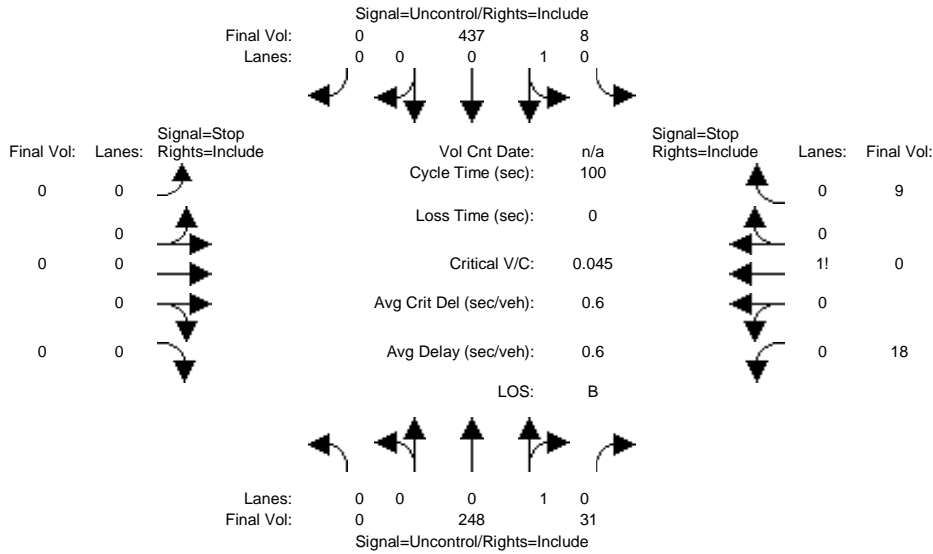 Signal=Uncontrol/Rights=Include
Final Vol: 0 437 8
Lanes: 0 0 0 1 0
Signal=Stop Signal=Stop
Final Vol: Lanes: Rights=Include Vol Cnt Date: n/a Rights=Include Lanes: Final Vol:
Cycle Time (sec): 100
0 0 0 9
Loss Time (sec): 0
0 0
0 0 Critical V/C: 0.045 1! 0
0 Avg Crit Del (sec/veh): 0.6 0
0 0 Avg Delay (sec/veh): 0.6 0 18
LOS: B
Lanes: 0 0 0 1 0
Final Vol: 0 248 31
Signal=Uncontrol/Rights=Include